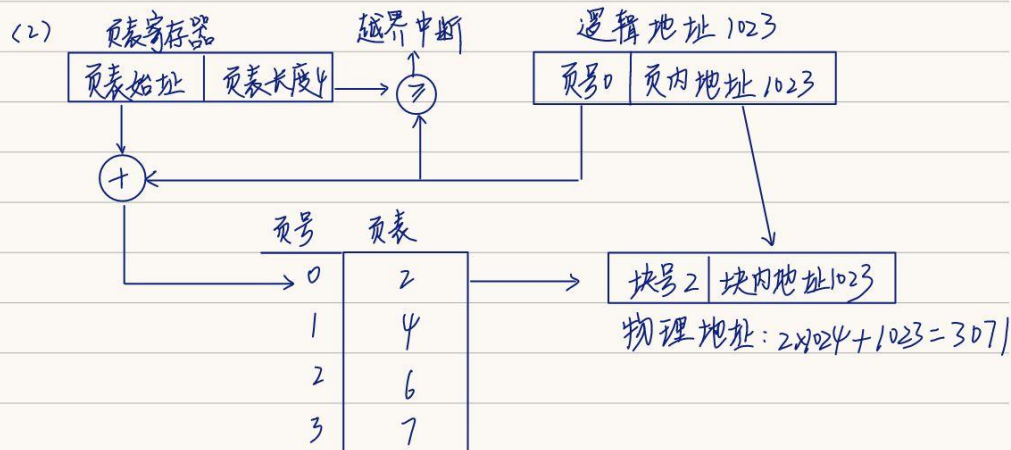 (2) 页表寄存器 越界中断 逻辑地址 1023
页表始址 页表长度4 ≥ 页号0 页内地址 1023
+
页号 页表
0 2 块号2 块内地址1023
1 4 物理地址: 2×1024+1023=3071
2 6
3 7